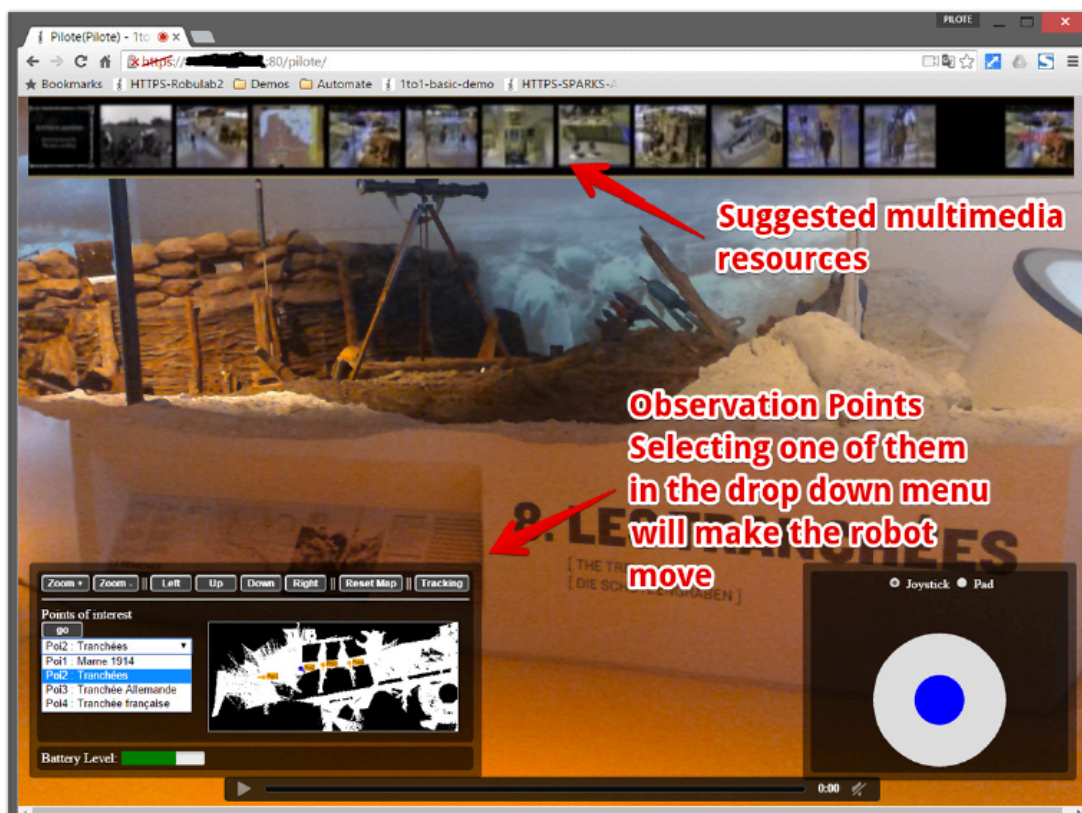 PILOTE
Pilote(Pilote) - 1to
https:// :80/pilote/
Bookmarks HTTPS-Robulab2 Demos Automate 1to1-basic-demo HTTPS-SPARKS-
Suggested multimedia
resources
Observation Points
Selecting one of them
in the drop down menu
will make the robot
move
8. LES TRANCHÉES
[ THE TR
[ DIE SCHÜTZENGRÄBEN ]
Zoom + Zoom - || Left Up Down Right || Reset Map || Tracking
Points of interest
go
Poi2 : Tranchées
Poi1 : Marne 1914
Poi2 : Tranchées
Poi3 : Tranchée Allemande
Poi4 : Tranchée française
Poi1
Battery Level:
Joystick Pad
0:00